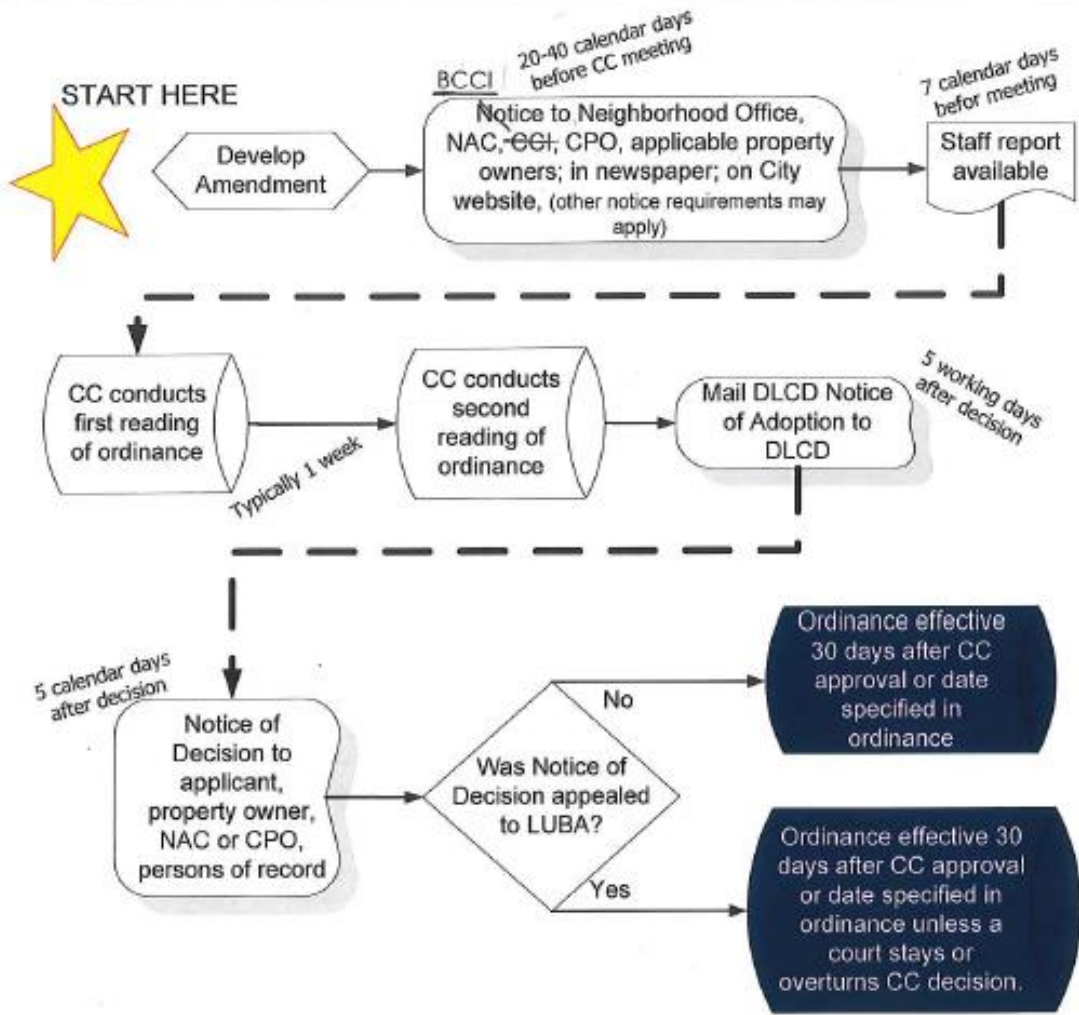 START HERE
Develop
Amendment
BCCI
20-40 calendar days
before CC meeting
Notice to Neighborhood Office,
NAC, CCI, CPO, applicable property
owners; in newspaper; on City
website, (other notice requirements may
apply)
7 calendar days
befor meeting
Staff report
available
CC conducts
first reading
of ordinance
Typically 1 week
CC conducts
second
reading of
ordinance
Mail DLCD Notice
of Adoption to
DLCD
5 working days
after decision
5 calendar days
after decision
Notice of
Decision to
applicant,
property owner,
NAC or CPO,
persons of record
Was Notice of
Decision appealed
to LUBA?
No
Ordinance effective
30 days after CC
approval or date
specified in
ordinance
Yes
Ordinance effective 30
days after CC approval
or date specified in
ordinance unless a
court stays or
overturns CC decision.